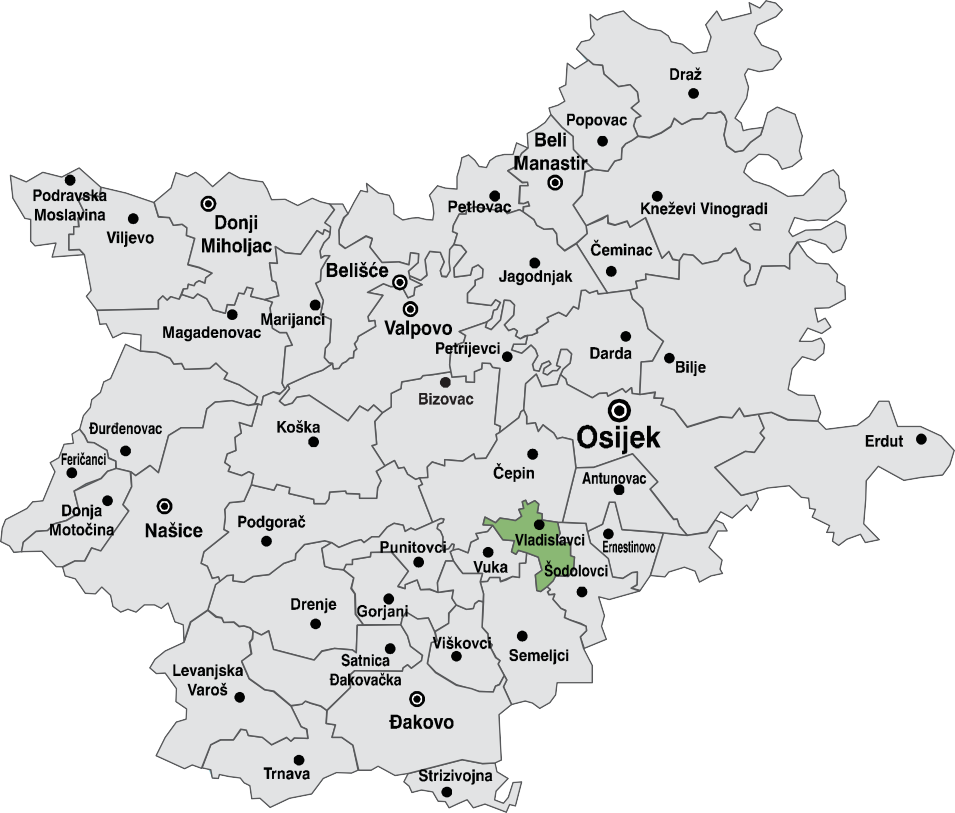 Draž
Popovac
Beli
Manastir
Podravska
Moslavina
Viljevo
Donji
Miholjac
Petlovac
Kneževi Vinogradi
Čeminac
Jagodnjak
Belišće
Magadenovac
Marijanci
Valpovo
Petrijevci
Darda
Bilje
Bizovac
Osijek
Erdut
Đurđenovac
Koška
Feričanci
Čepin
Antunovac
Donja
Motočina
Našice
Podgorač
Vladislavci
Ernestinovo
Punitovci
Vuka
Šodolovci
Drenje
Gorjani
Viškovci
Semeljci
Satnica
Đakovačka
Levanjska
Varoš
Đakovo
Trnava
Strizivojna